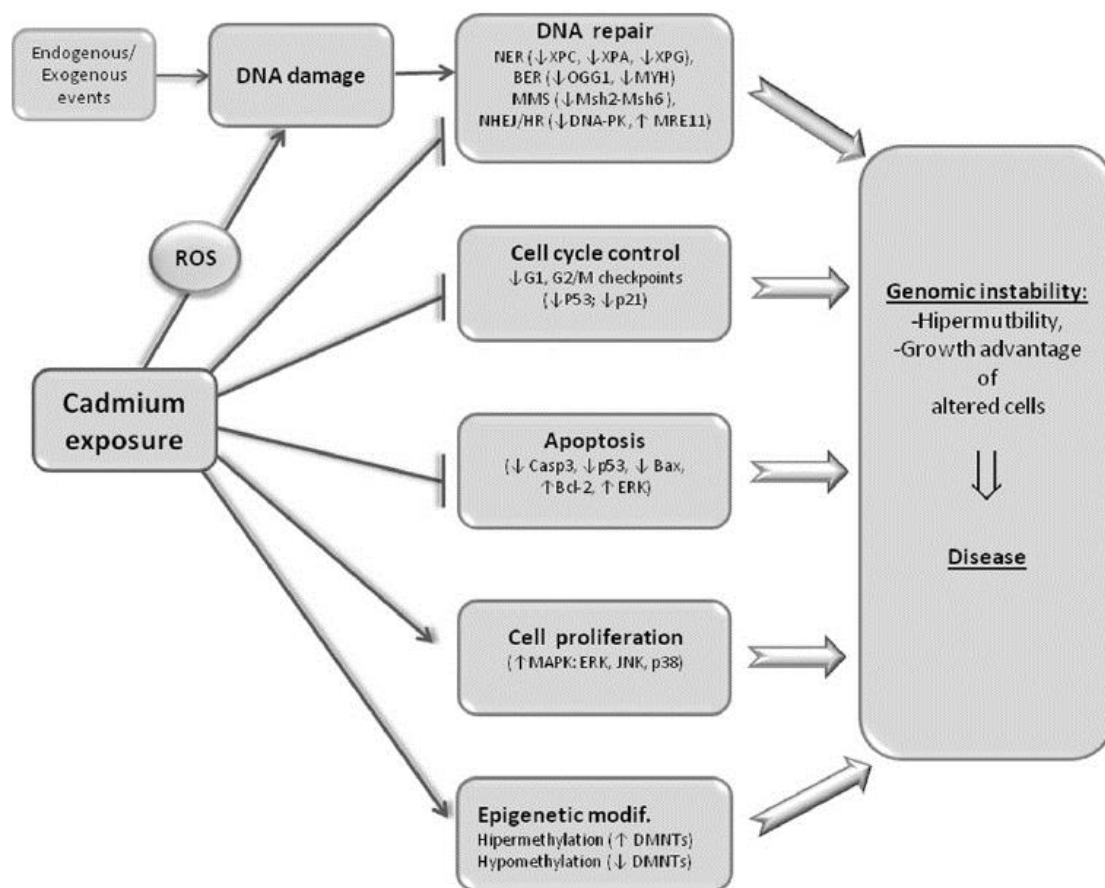 Endogenous/
Exogenous
events
DNA damage
DNA repair
NER (↓XPC, ↓XPA, ↓XPG),
BER (↓OGG1, ↓MYH)
MMS (↓Msh2-Msh6),
NHEJ/HR (↓DNA-PK, ↑ MRE11)
ROS
Cell cycle control
↓G1, G2/M checkpoints
(↓P53; ↓p21)
Cadmium
exposure
Apoptosis
(↓ Casp3, ↓p53, ↓ Bax,
↑Bcl-2, ↑ ERK)
Cell proliferation
(↑MAPK: ERK, JNK, p38)
Epigenetic modif.
Hipermethylation (↑ DMNTs)
Hypomethylation (↓ DMNTs)
Genomic instability:
-Hipermutbility,
-Growth advantage
of
altered cells
Disease